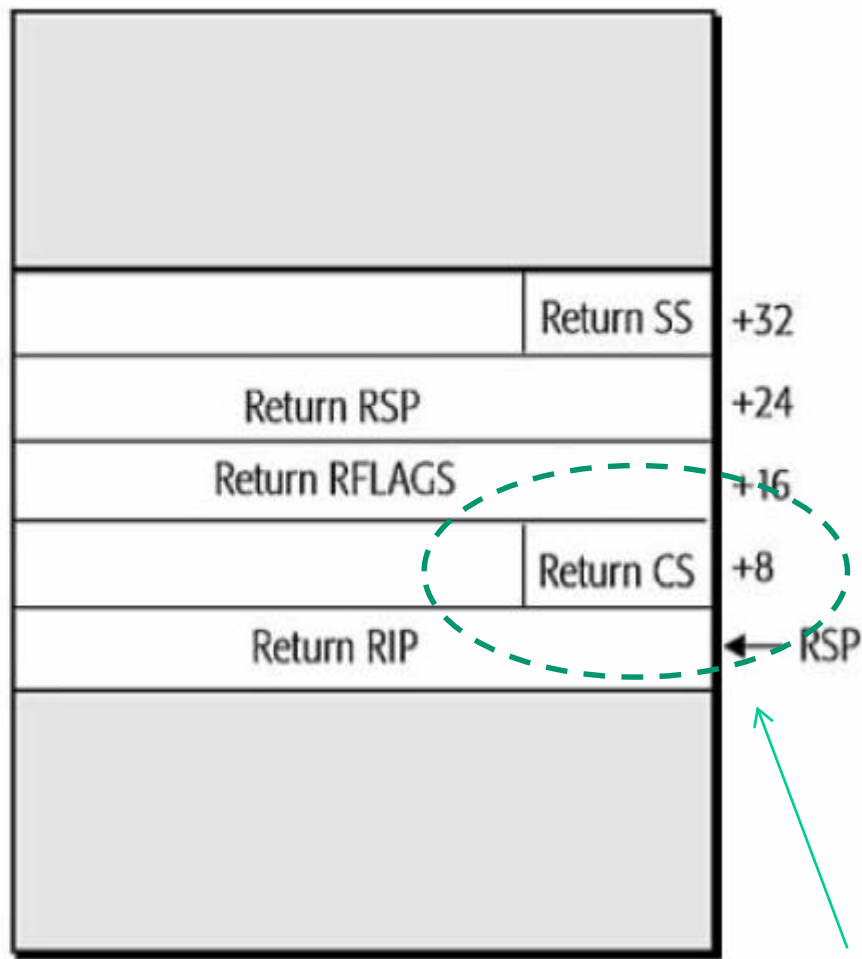 Return SS +32
Return RSP +24
Return RFLAGS +16
Return CS +8
Return RIP RSP